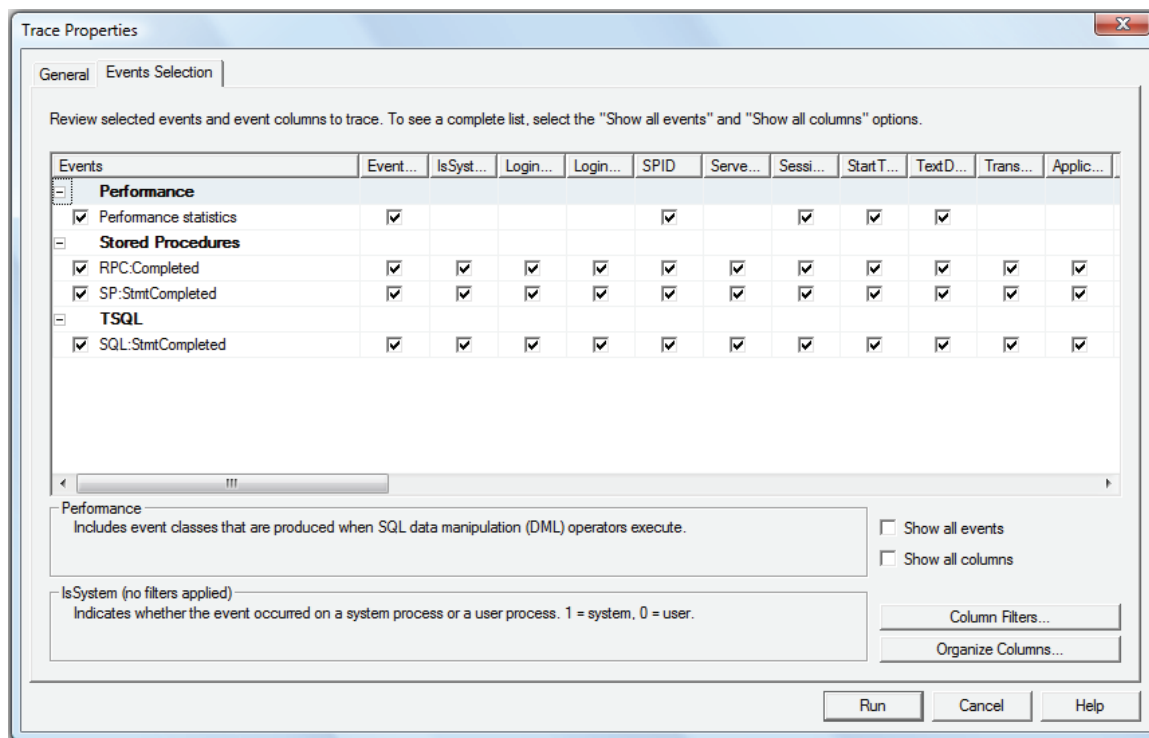 Trace Properties
General Events Selection
Review selected events and event columns to trace. To see a complete list, select the "Show all events" and "Show all columns" options.
Events Event... IsSyst... Login... Login... SPID Serve... Sessi... StartT... TextD... Trans... Applic...
Performance
Performance statistics
Stored Procedures
RPC:Completed
SP:StmtCompleted
TSQL
SQL:StmtCompleted
Performance
Includes event classes that are produced when SQL data manipulation (DML) operators execute.
Show all events
Show all columns
IsSystem (no filters applied)
Indicates whether the event occurred on a system process or a user process. 1 = system, 0 = user.
Column Filters...
Organize Columns...
Run Cancel Help